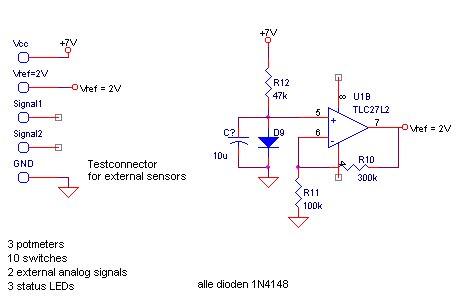 Vcc
+7V
Vref=2V
Vref = 2V
Signal1
Signal2
GND
Testconnector
for external sensors
+7V
R12
47k
C?
10u
D9
U1B
TLC27L2
8
5
+
6
-
7
4
Vref = 2V
R10
300k
R11
100k
3 potmeters
10 switches
2 external analog signals
3 status LEDs
alle dioden 1N4148